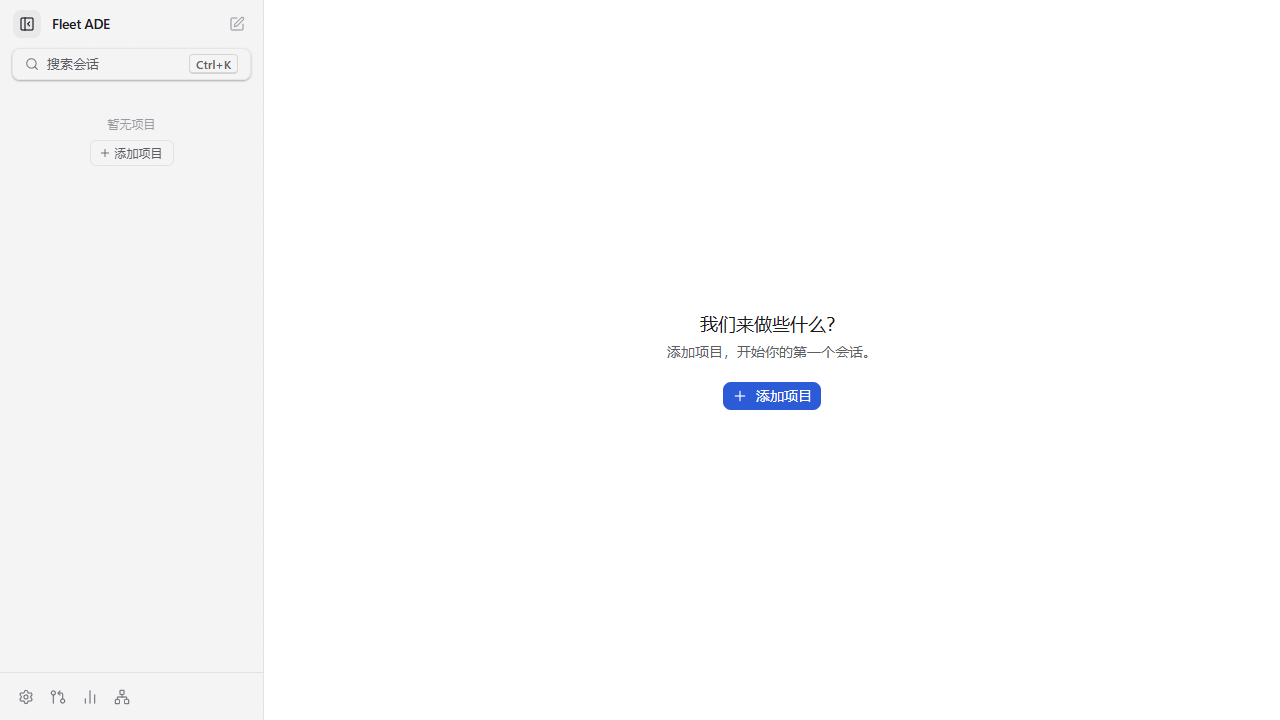 Fleet ADE
搜索会话
Ctrl+K
暂无项目
添加项目
我们来做些什么？
添加项目，开始你的第一个会话。
添加项目